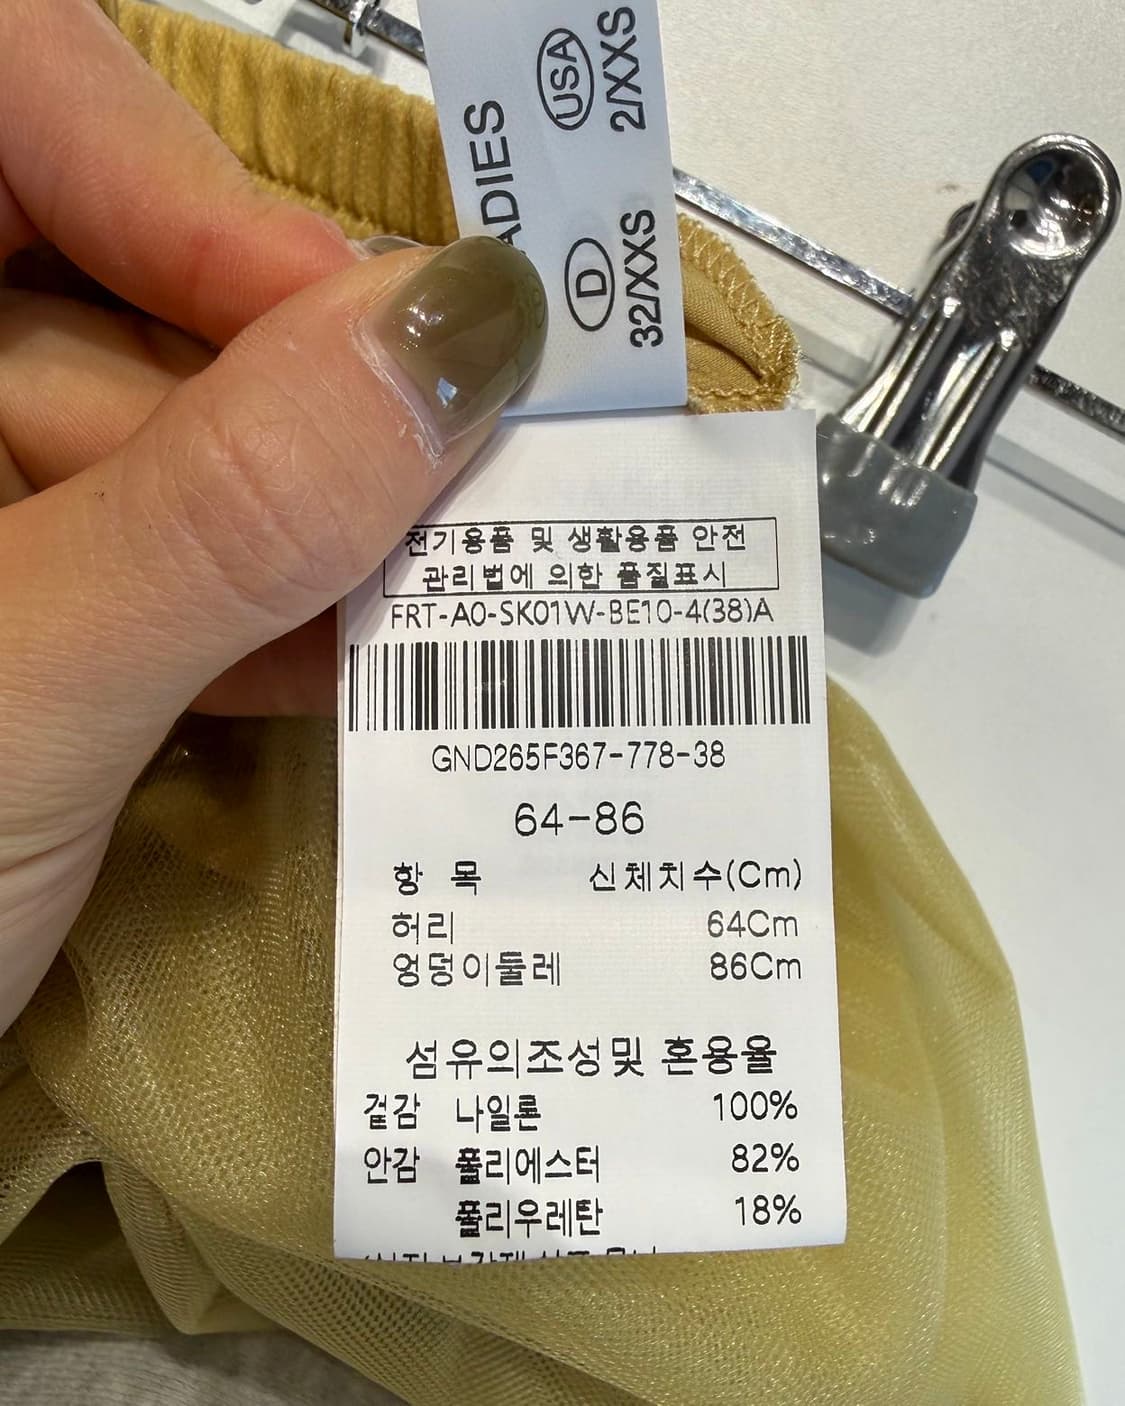 USA
2/XXS
D
32/XXS
전기용품 및 생활용품 안전
관리법에 의한 품질표시
FRT-A0-SK01W-BE10-4(38)A
GND265F367-778-38
64-86
항 목 신체치수(Cm)
허리 64Cm
엉덩이둘레 86Cm
섬유의조성및 혼용율
겉감 나일론 100%
안감 폴리에스터 82%
폴리우레탄 18%